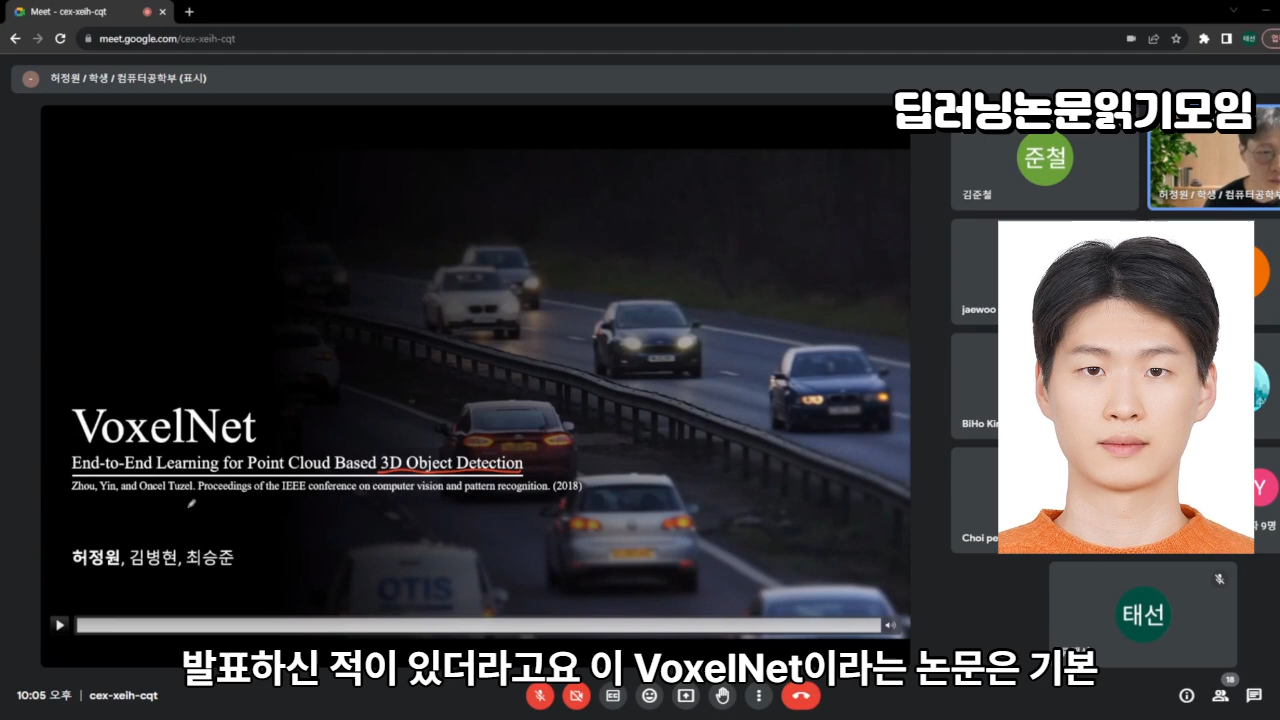 Meet - cex-xeih-cqt
meet.google.com/cex-xeih-cqt
태선
허정원 / 학생 / 컴퓨터공학부 (표시)
딥러닝논문읽기모임
준철
김준철
허정원 / 학생 / 컴퓨터공학부
jaewoo
BiHo Ki
Y
Choi pe
9명
VoxelNet
End-to-End Learning for Point Cloud Based 3D Object Detection
Zhou, Yin, and Oncel Tuzel. Proceedings of the IEEE conference on computer vision and pattern recognition. (2018)
허정원, 김병현, 최승준
OTIS
태선
발표하신 적이 있더라고요 이 VoxelNet이라는 논문은 기본
10:05 오후 | cex-xeih-cqt
18